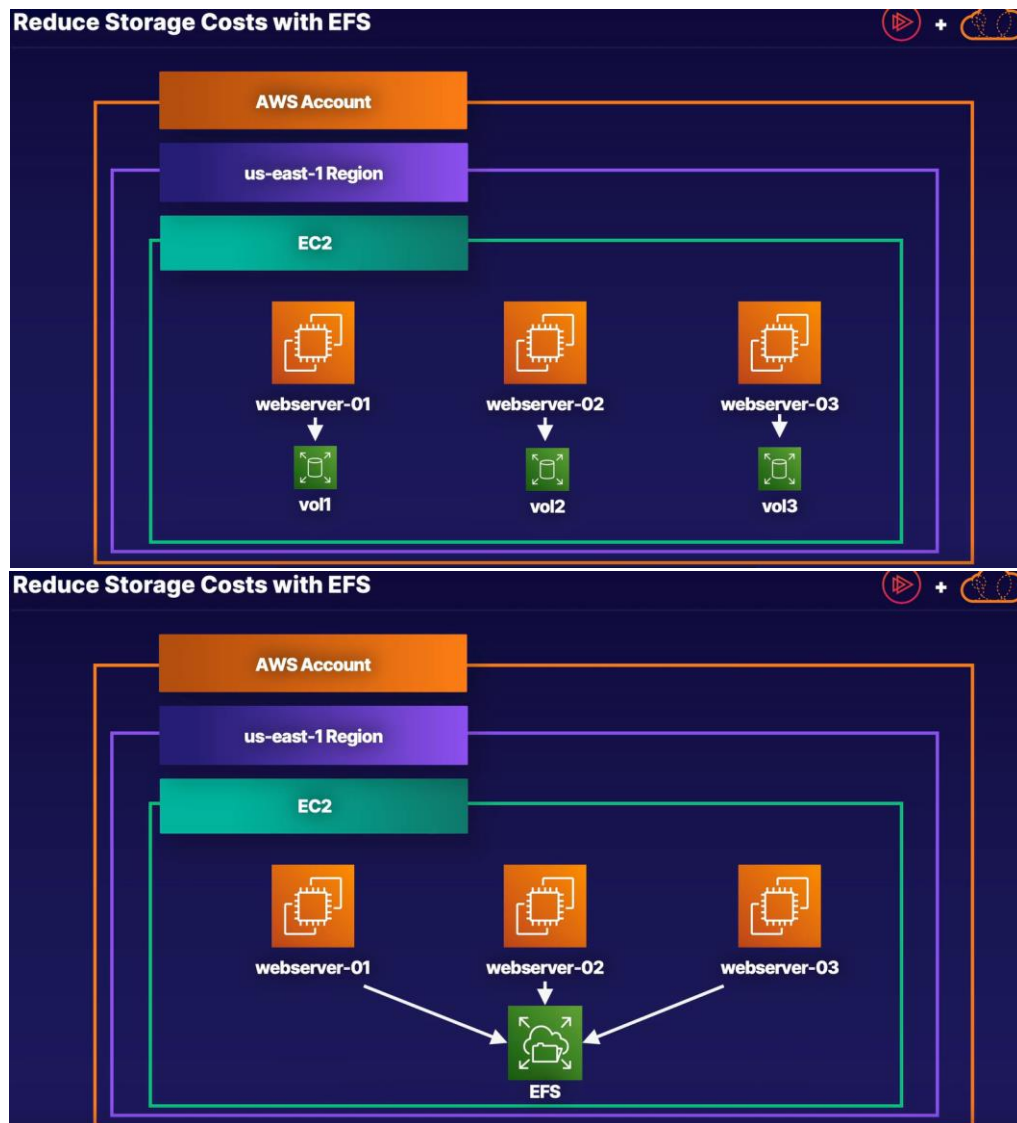 Reduce Storage Costs with EFS
+
AWS Account
us-east-1 Region
EC2
webserver-01
webserver-02
webserver-03
vol1
vol2
vol3
Reduce Storage Costs with EFS
+
AWS Account
us-east-1 Region
EC2
webserver-01
webserver-02
webserver-03
EFS